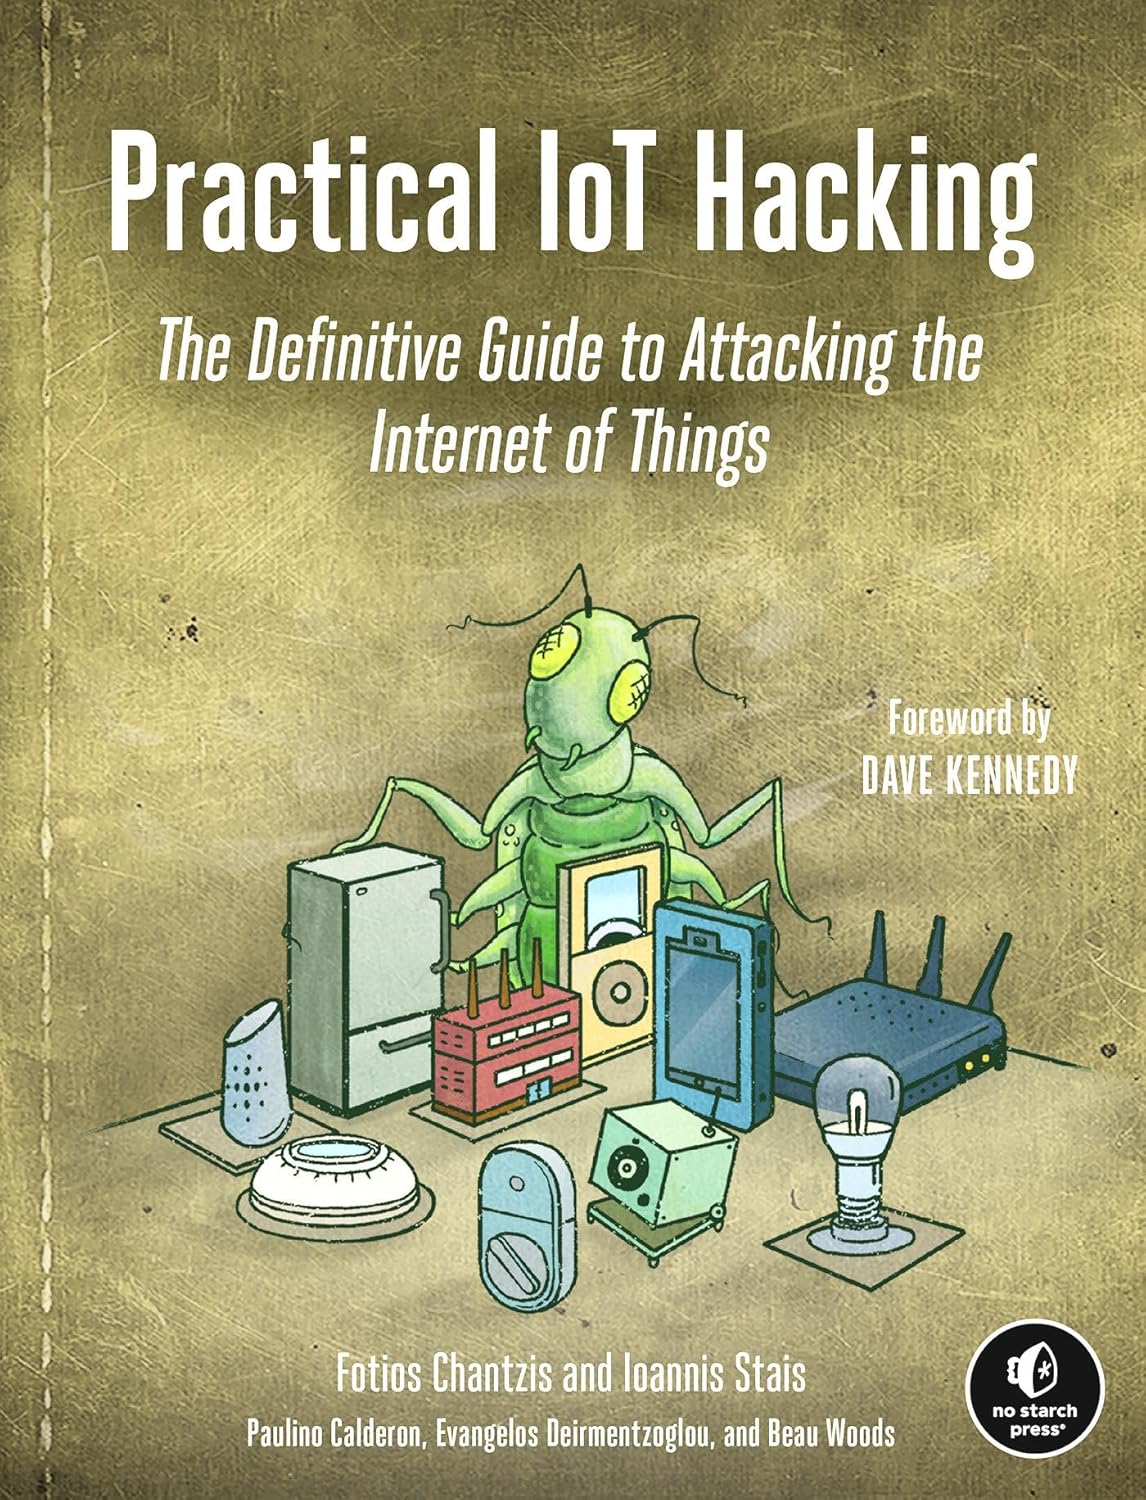 Practical IoT Hacking
The Definitive Guide to Attacking the
Internet of Things
Foreword by
DAVE KENNEDY
Fotios Chantzis and Ioannis Stais
Paulino Calderon, Evangelos Deirmentzoglou, and Beau Woods
no starch
press®